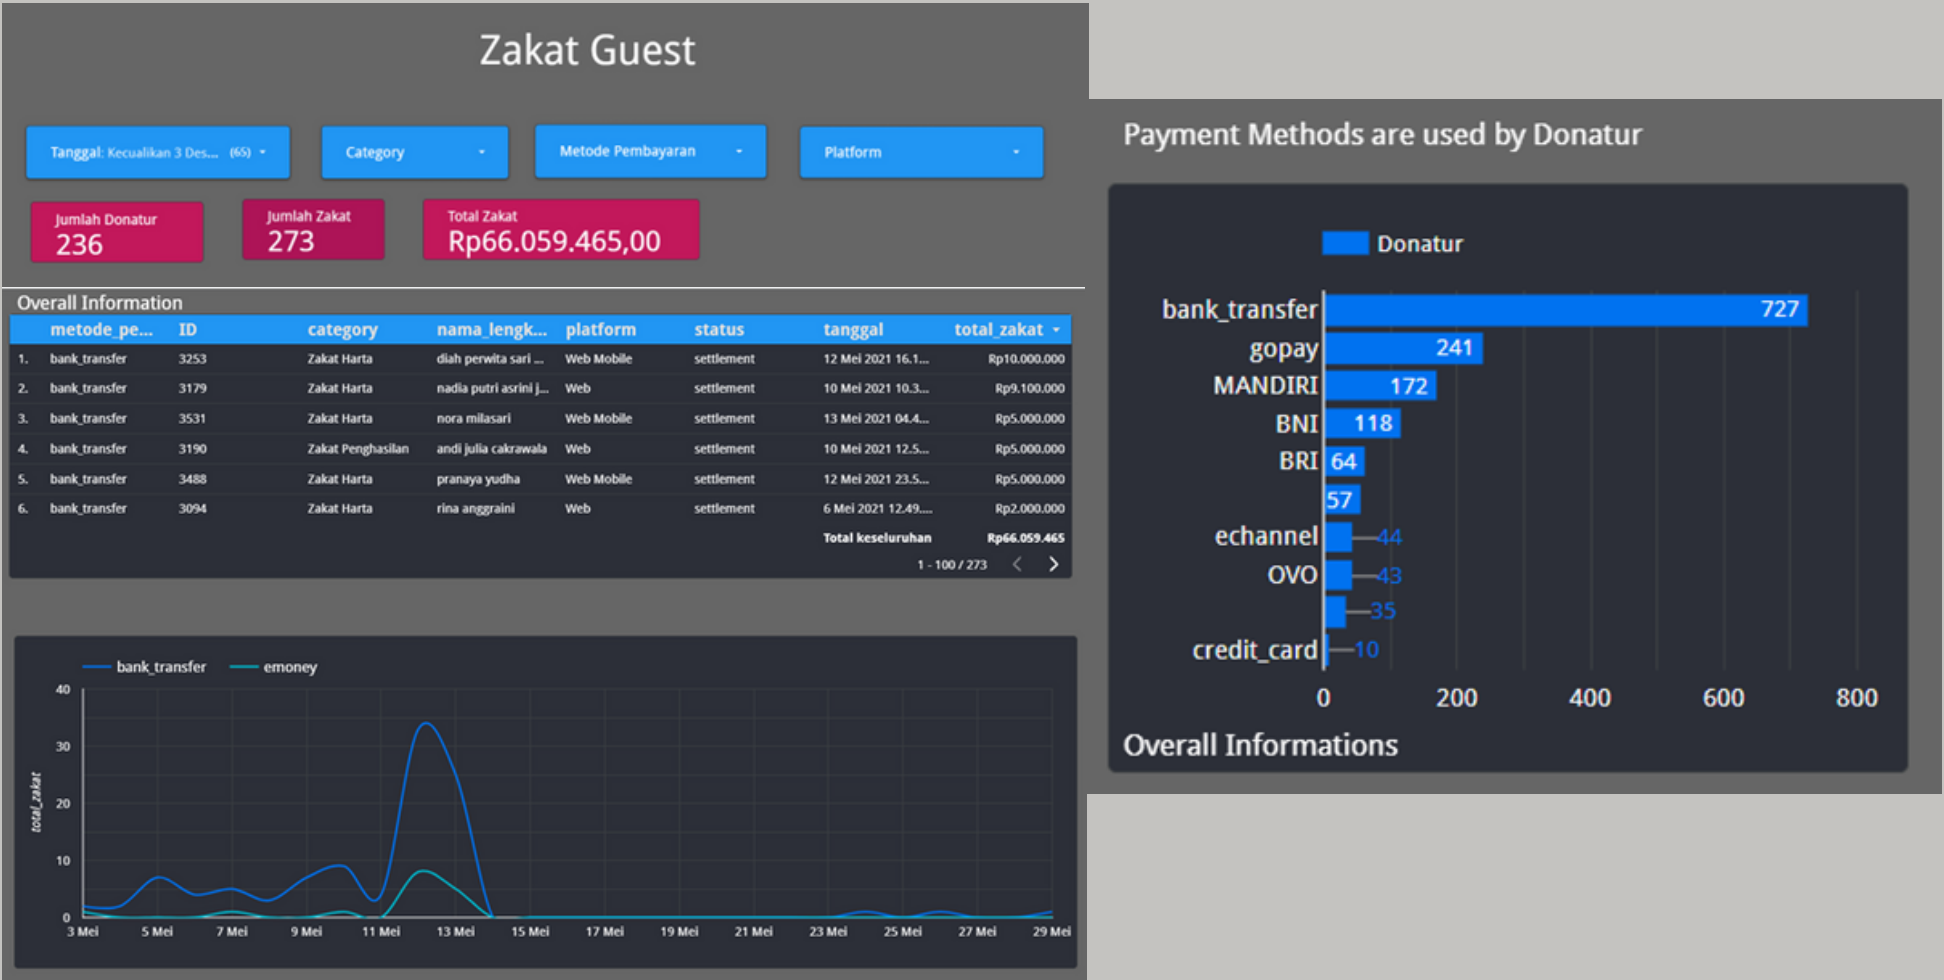 Zakat Guest
Tanggal: Kecualikan 3 Des... (65)
Category
Metode Pembayaran
Platform
Jumlah Donatur
236
Jumlah Zakat
273
Total Zakat
Rp66.059.465,00
Overall Information
metode_pe... ID category nama_lengk... platform status tanggal total_zakat
1. bank_transfer 3253 Zakat Harta diah perwita sari ... Web Mobile settlement 12 Mei 2021 16.1... Rp10.000.000
2. bank_transfer 3179 Zakat Harta nadia putri asrini j... Web settlement 10 Mei 2021 10.3... Rp9.100.000
3. bank_transfer 3531 Zakat Harta nora milasari Web Mobile settlement 13 Mei 2021 04.4... Rp5.000.000
4. bank_transfer 3190 Zakat Penghasilan andi julia cakrawala Web settlement 10 Mei 2021 12.5... Rp5.000.000
5. bank_transfer 3488 Zakat Harta pranaya yudha Web Mobile settlement 12 Mei 2021 23.5... Rp5.000.000
6. bank_transfer 3094 Zakat Harta rina anggraini Web settlement 6 Mei 2021 12.49.... Rp2.000.000
Total keseluruhan Rp66.059.465
1 - 100 / 273
bank_transfer emoney
total_zakat
40
30
20
10
0
3 Mei 5 Mei 7 Mei 9 Mei 11 Mei 13 Mei 15 Mei 17 Mei 19 Mei 21 Mei 23 Mei 25 Mei 27 Mei 29 Mei
Payment Methods are used by Donatur
Donatur
bank_transfer 727
gopay 241
MANDIRI 172
BNI 118
BRI 64
57
echannel 44
OVO 43
35
credit_card 10
0 200 400 600 800
Overall Informations